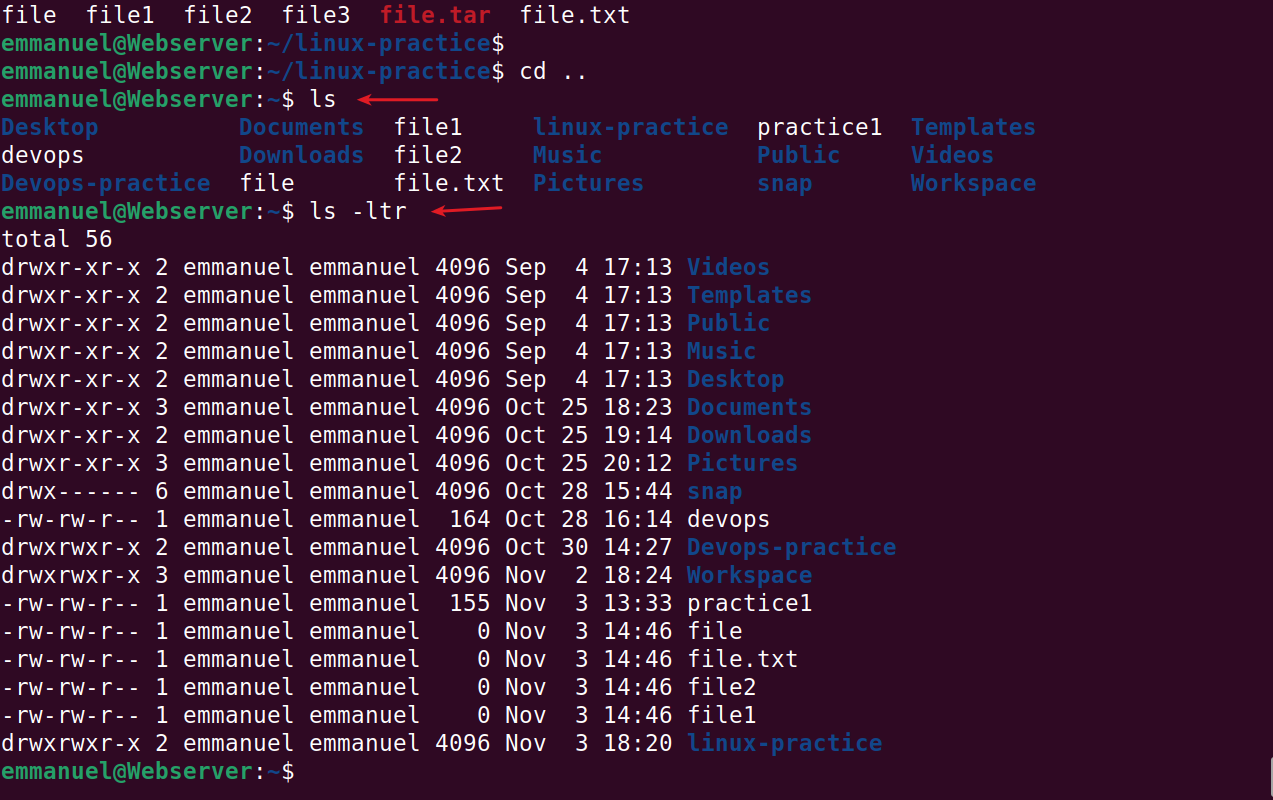 file  file1  file2  file3  file.tar  file.txt
emmanuel@Webserver:~/linux-practice$
emmanuel@Webserver:~/linux-practice$ cd ..
emmanuel@Webserver:~$ ls
Desktop          Documents  file1     linux-practice  practice1  Templates
devops           Downloads  file2     Music           Public     Videos
Devops-practice  file       file.txt  Pictures        snap       Workspace
emmanuel@Webserver:~$ ls -ltr
total 56
drwxr-xr-x 2 emmanuel emmanuel 4096 Sep  4 17:13 Videos
drwxr-xr-x 2 emmanuel emmanuel 4096 Sep  4 17:13 Templates
drwxr-xr-x 2 emmanuel emmanuel 4096 Sep  4 17:13 Public
drwxr-xr-x 2 emmanuel emmanuel 4096 Sep  4 17:13 Music
drwxr-xr-x 2 emmanuel emmanuel 4096 Sep  4 17:13 Desktop
drwxr-xr-x 3 emmanuel emmanuel 4096 Oct 25 18:23 Documents
drwxr-xr-x 2 emmanuel emmanuel 4096 Oct 25 19:14 Downloads
drwxr-xr-x 3 emmanuel emmanuel 4096 Oct 25 20:12 Pictures
drwx------ 6 emmanuel emmanuel 4096 Oct 28 15:44 snap
-rw-rw-r-- 1 emmanuel emmanuel  164 Oct 28 16:14 devops
drwxrwxr-x 2 emmanuel emmanuel 4096 Oct 30 14:27 Devops-practice
drwxrwxr-x 3 emmanuel emmanuel 4096 Nov  2 18:24 Workspace
-rw-rw-r-- 1 emmanuel emmanuel  155 Nov  3 13:33 practice1
-rw-rw-r-- 1 emmanuel emmanuel    0 Nov  3 14:46 file
-rw-rw-r-- 1 emmanuel emmanuel    0 Nov  3 14:46 file.txt
-rw-rw-r-- 1 emmanuel emmanuel    0 Nov  3 14:46 file2
-rw-rw-r-- 1 emmanuel emmanuel    0 Nov  3 14:46 file1
drwxrwxr-x 2 emmanuel emmanuel 4096 Nov  3 18:20 linux-practice
emmanuel@Webserver:~$